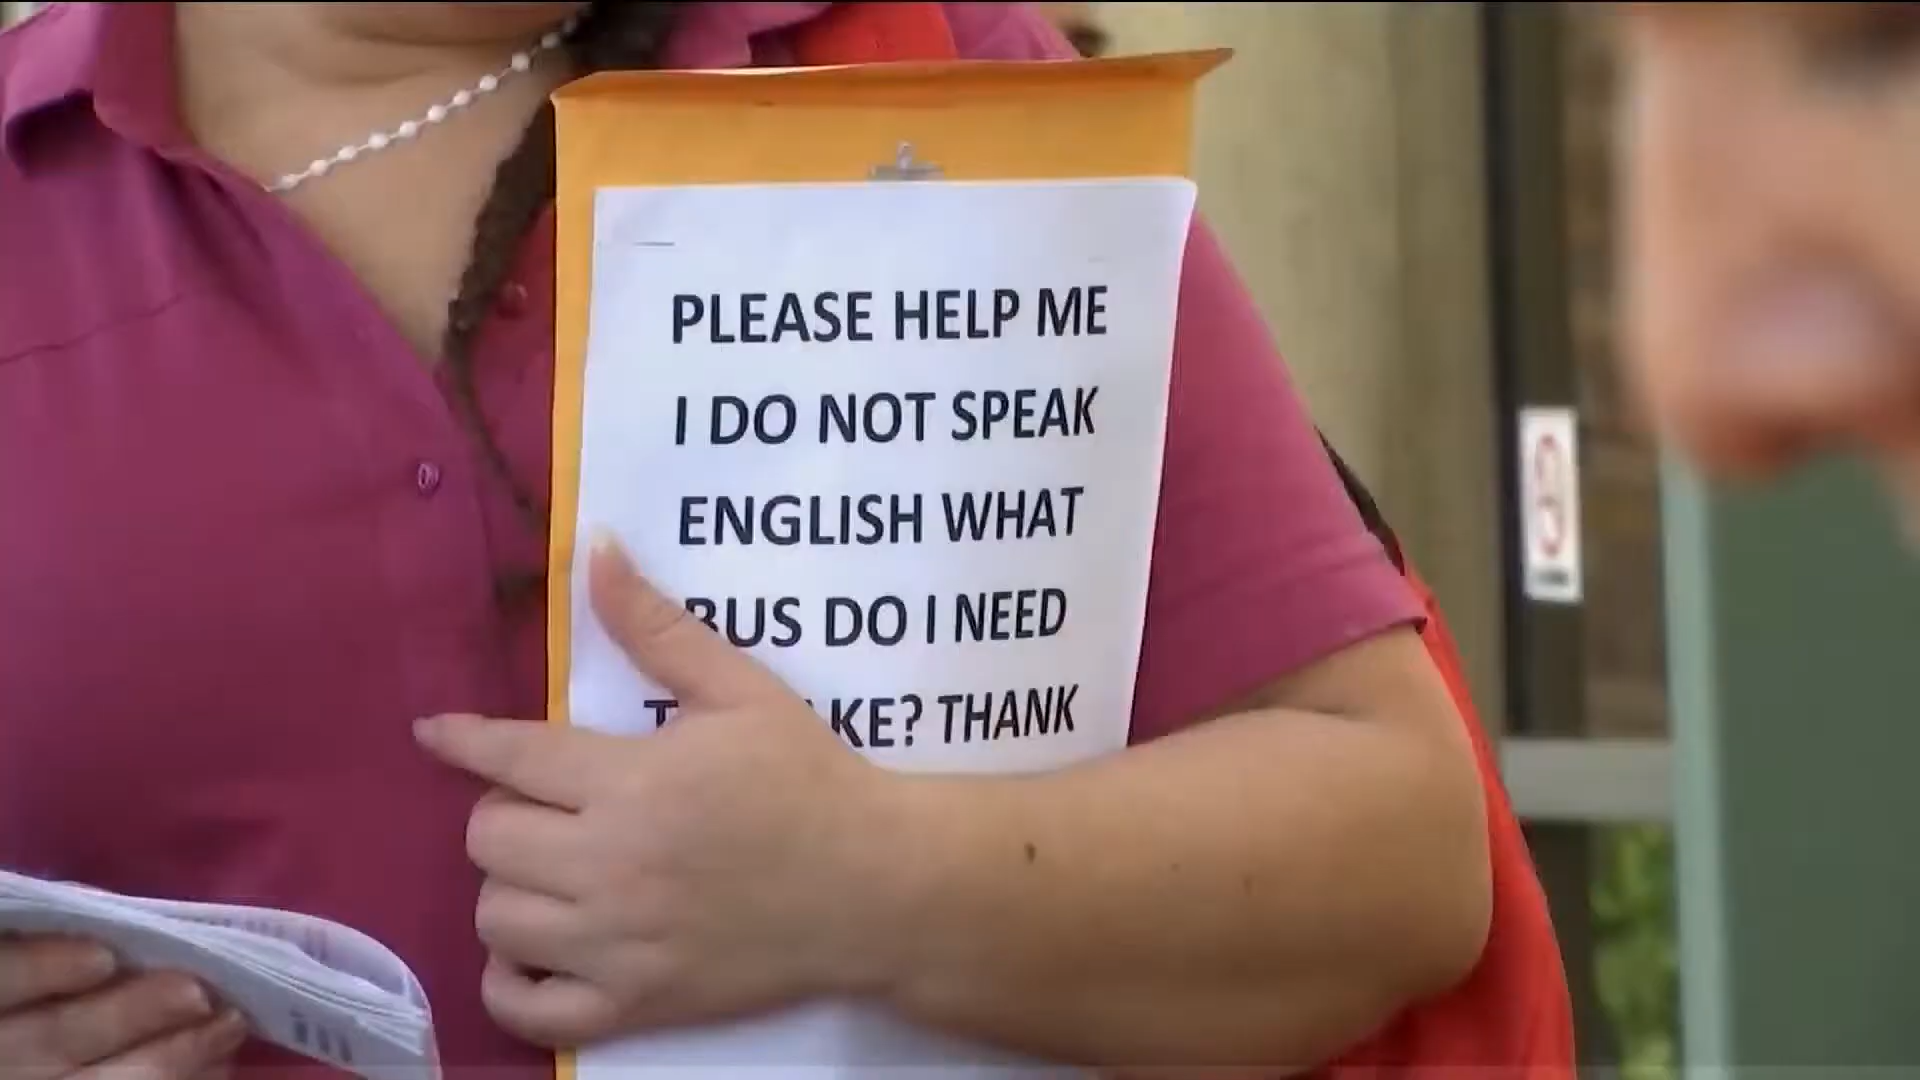 PLEASE HELP ME
I DO NOT SPEAK
ENGLISH WHAT
BUS DO I NEED
T KE? THANK